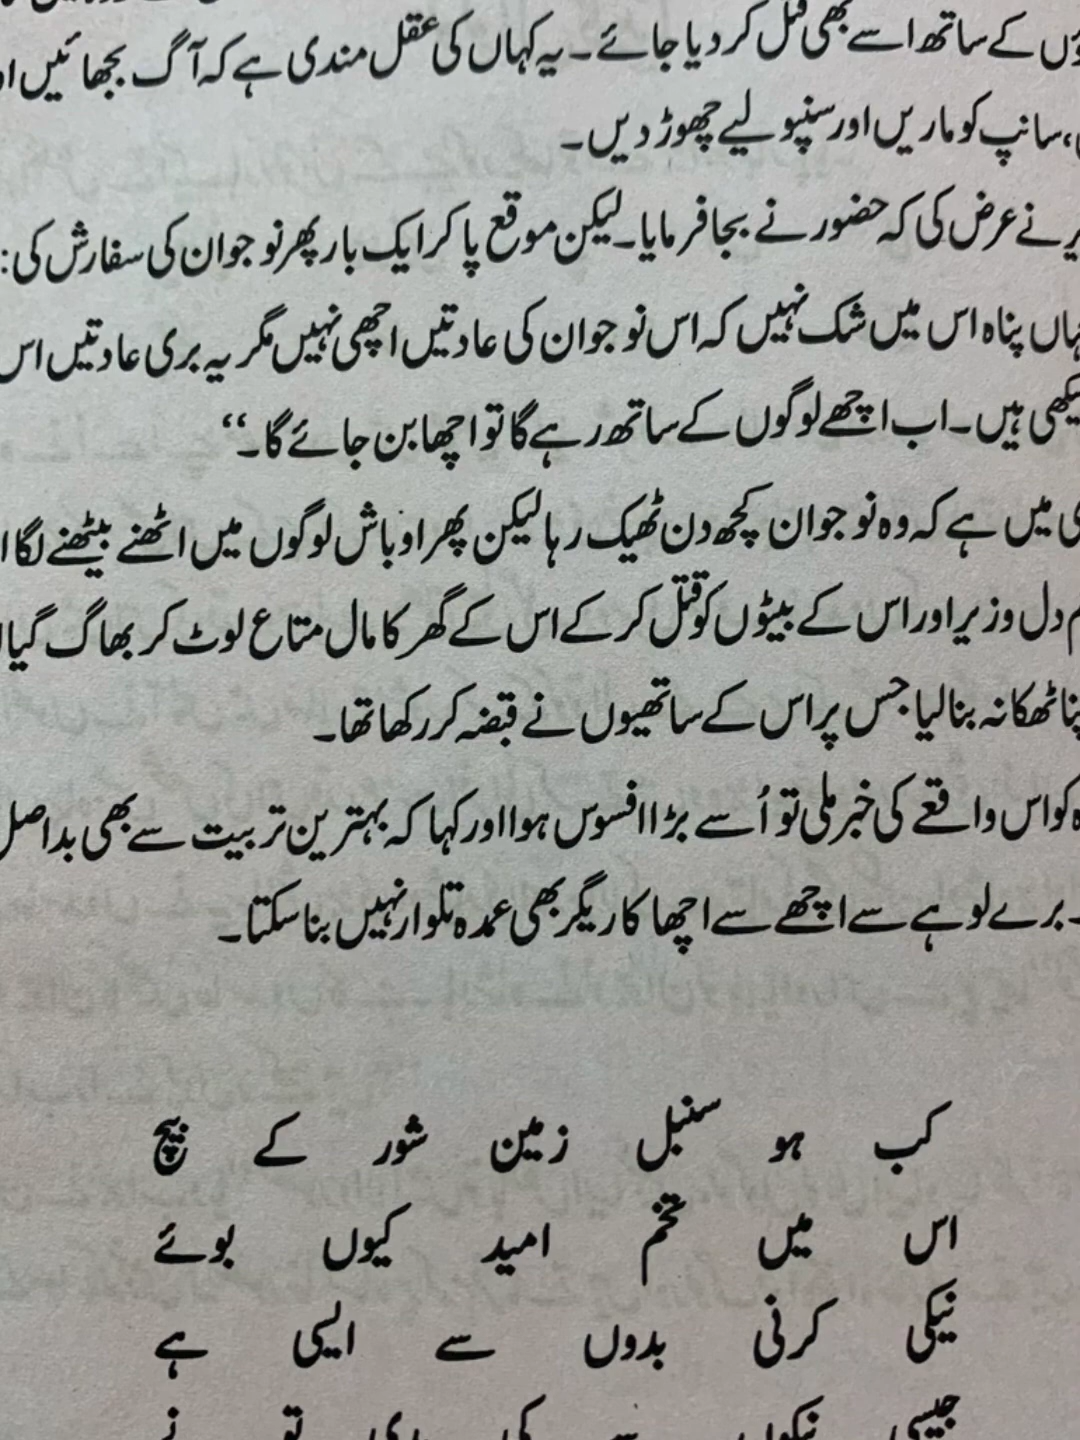 کے ساتھ اسے بھی قتل کر دیا جائے۔ یہ کہاں کی عقل مندی ہے کہ آگ بجھائیں
، سانپ کو ماریں اور سنپولیے چھوڑ دیں۔
نے عرض کی کہ حضور نے بجا فرمایا۔ لیکن موقع پا کر ایک بار پھر نوجوان کی سفارش کی:
پناہ اس میں شک نہیں کہ اس نوجوان کی عادتیں اچھی نہیں مگر یہ بری عادتیں اس
ہیں۔ اب اچھے لوگوں کے ساتھ رہے گا تو اچھا بن جائے گا۔“
میں ہے کہ وہ نوجوان کچھ دن ٹھیک رہا لیکن پھر اوباش لوگوں میں اٹھنے بیٹھنے لگا
دل وزیر اور اس کے بیٹوں کو قتل کر کے اس کے گھر کا مال متاع لوٹ کر بھاگ گیا
ٹھکانہ بنا لیا جس پر اس کے ساتھیوں نے قبضہ کر رکھا تھا۔
کو اس واقعے کی خبر ملی تو اُسے بڑا افسوس ہوا اور کہا کہ بہترین تربیت سے بھی بداصل
۔ برے لوہے سے اچھے سے اچھا کاریگر بھی عمدہ تلوار نہیں بنا سکتا۔
کب ہو سنبل زمین شور کے بیچ
اس میں تخم امید کیوں بوئے
نیکی کرنی بدوں سے ایسی ہے
جیسی نیکوں سے کی بدی تو نے